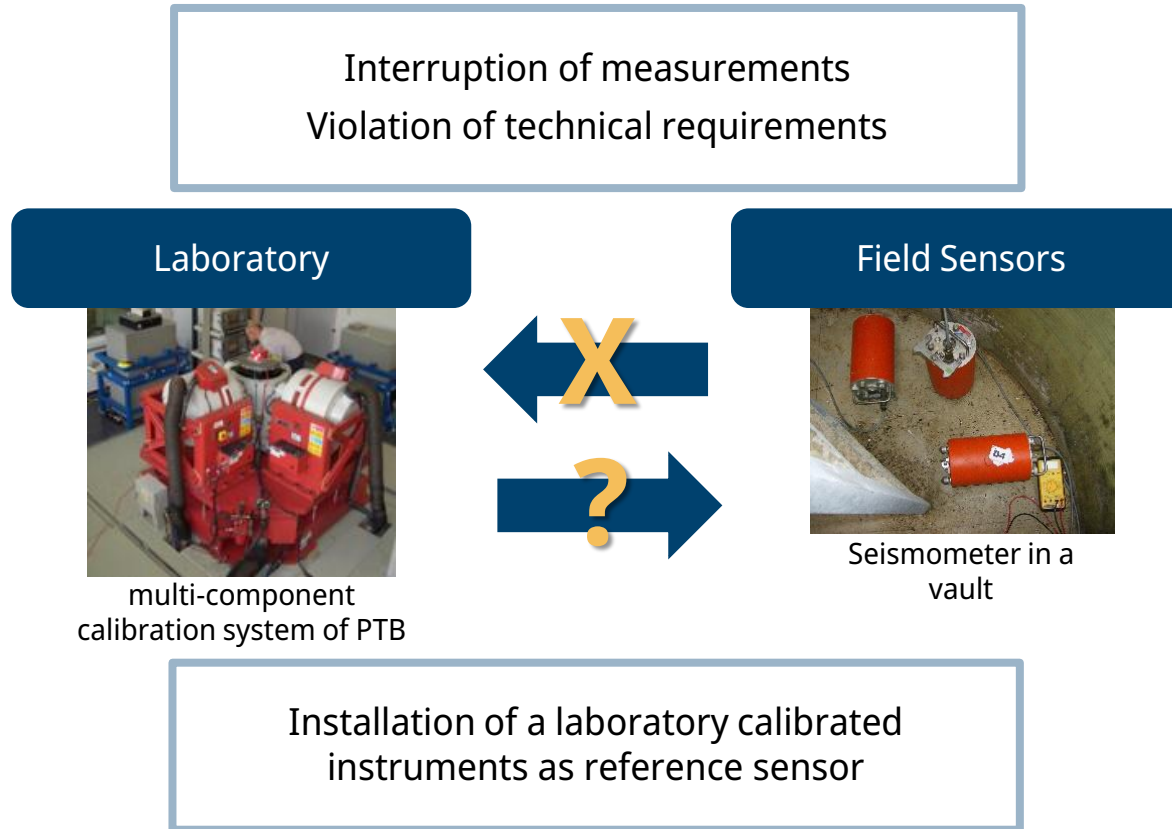 Interruption of measurements
Violation of technical requirements
Laboratory
Field Sensors
X
?
multi-component
calibration system of PTB
Seismometer in a
vault
Installation of a laboratory calibrated
instruments as reference sensor